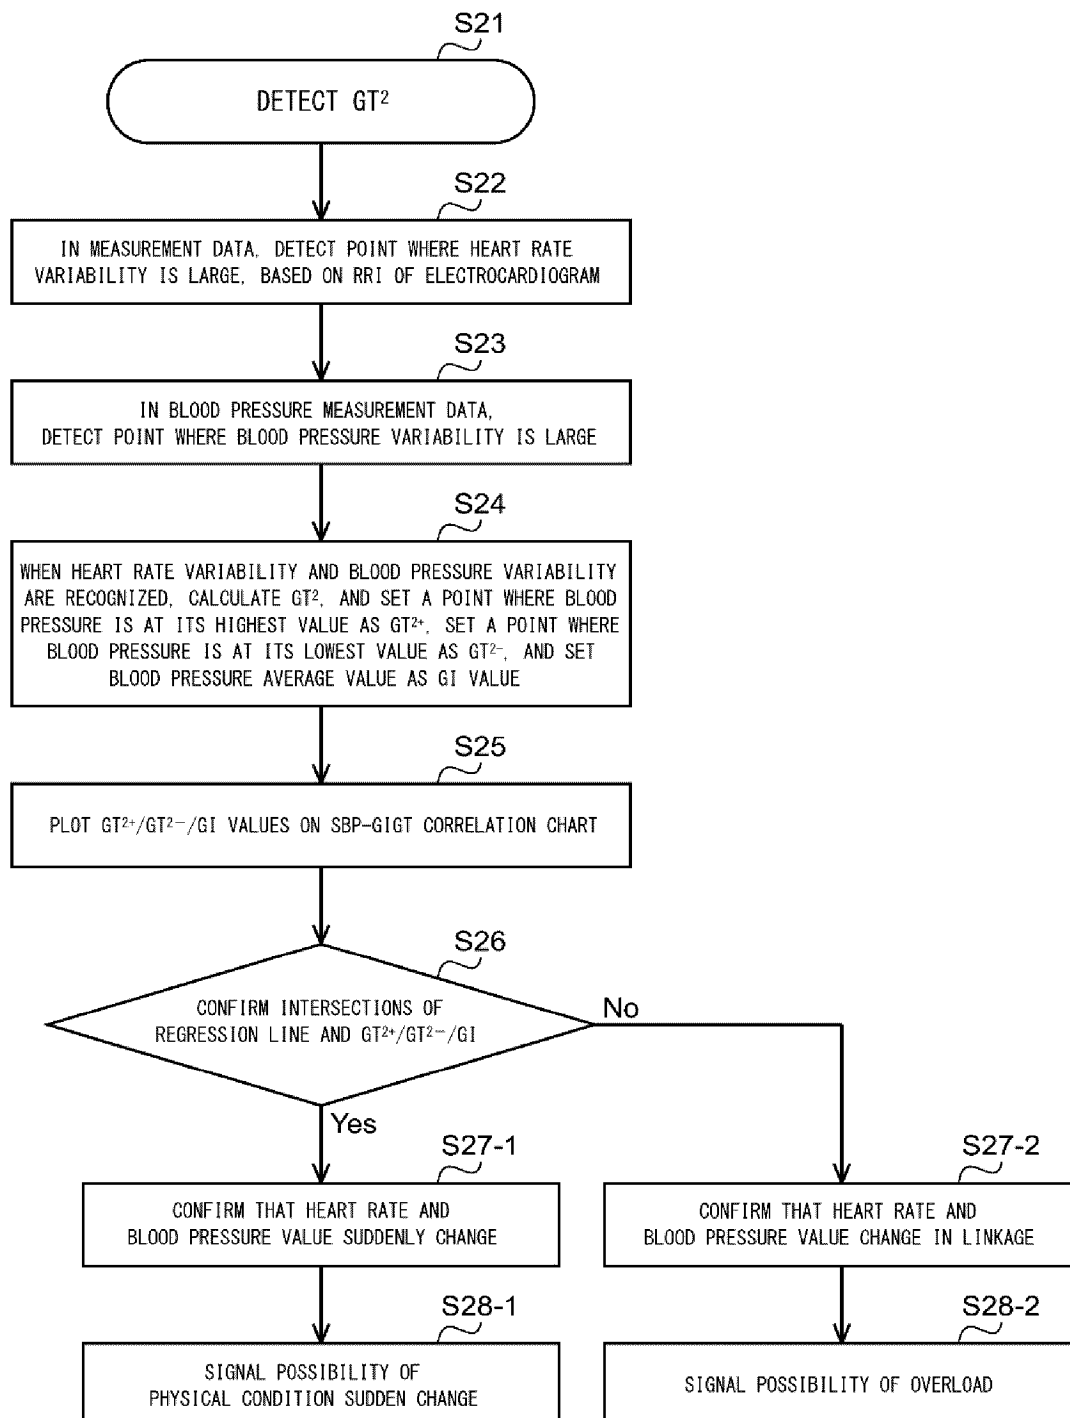 S21
DETECT GT²
S22
IN MEASUREMENT DATA, DETECT POINT WHERE HEART RATE
VARIABILITY IS LARGE, BASED ON RRI OF ELECTROCARDIOGRAM
S23
IN BLOOD PRESSURE MEASUREMENT DATA,
DETECT POINT WHERE BLOOD PRESSURE VARIABILITY IS LARGE
S24
WHEN HEART RATE VARIABILITY AND BLOOD PRESSURE VARIABILITY
ARE RECOGNIZED, CALCULATE GT², AND SET A POINT WHERE BLOOD
PRESSURE IS AT ITS HIGHEST VALUE AS GT²⁺, SET A POINT WHERE
BLOOD PRESSURE IS AT ITS LOWEST VALUE AS GT²⁻, AND SET
BLOOD PRESSURE AVERAGE VALUE AS GI VALUE
S25
PLOT GT²⁺/GT²⁻/GI VALUES ON SBP-GIGT CORRELATION CHART
S26
CONFIRM INTERSECTIONS OF
REGRESSION LINE AND GT²⁺/GT²⁻/GI
No
Yes
S27-1
CONFIRM THAT HEART RATE AND
BLOOD PRESSURE VALUE SUDDENLY CHANGE
S27-2
CONFIRM THAT HEART RATE AND
BLOOD PRESSURE VALUE CHANGE IN LINKAGE
S28-1
SIGNAL POSSIBILITY OF
PHYSICAL CONDITION SUDDEN CHANGE
S28-2
SIGNAL POSSIBILITY OF OVERLOAD